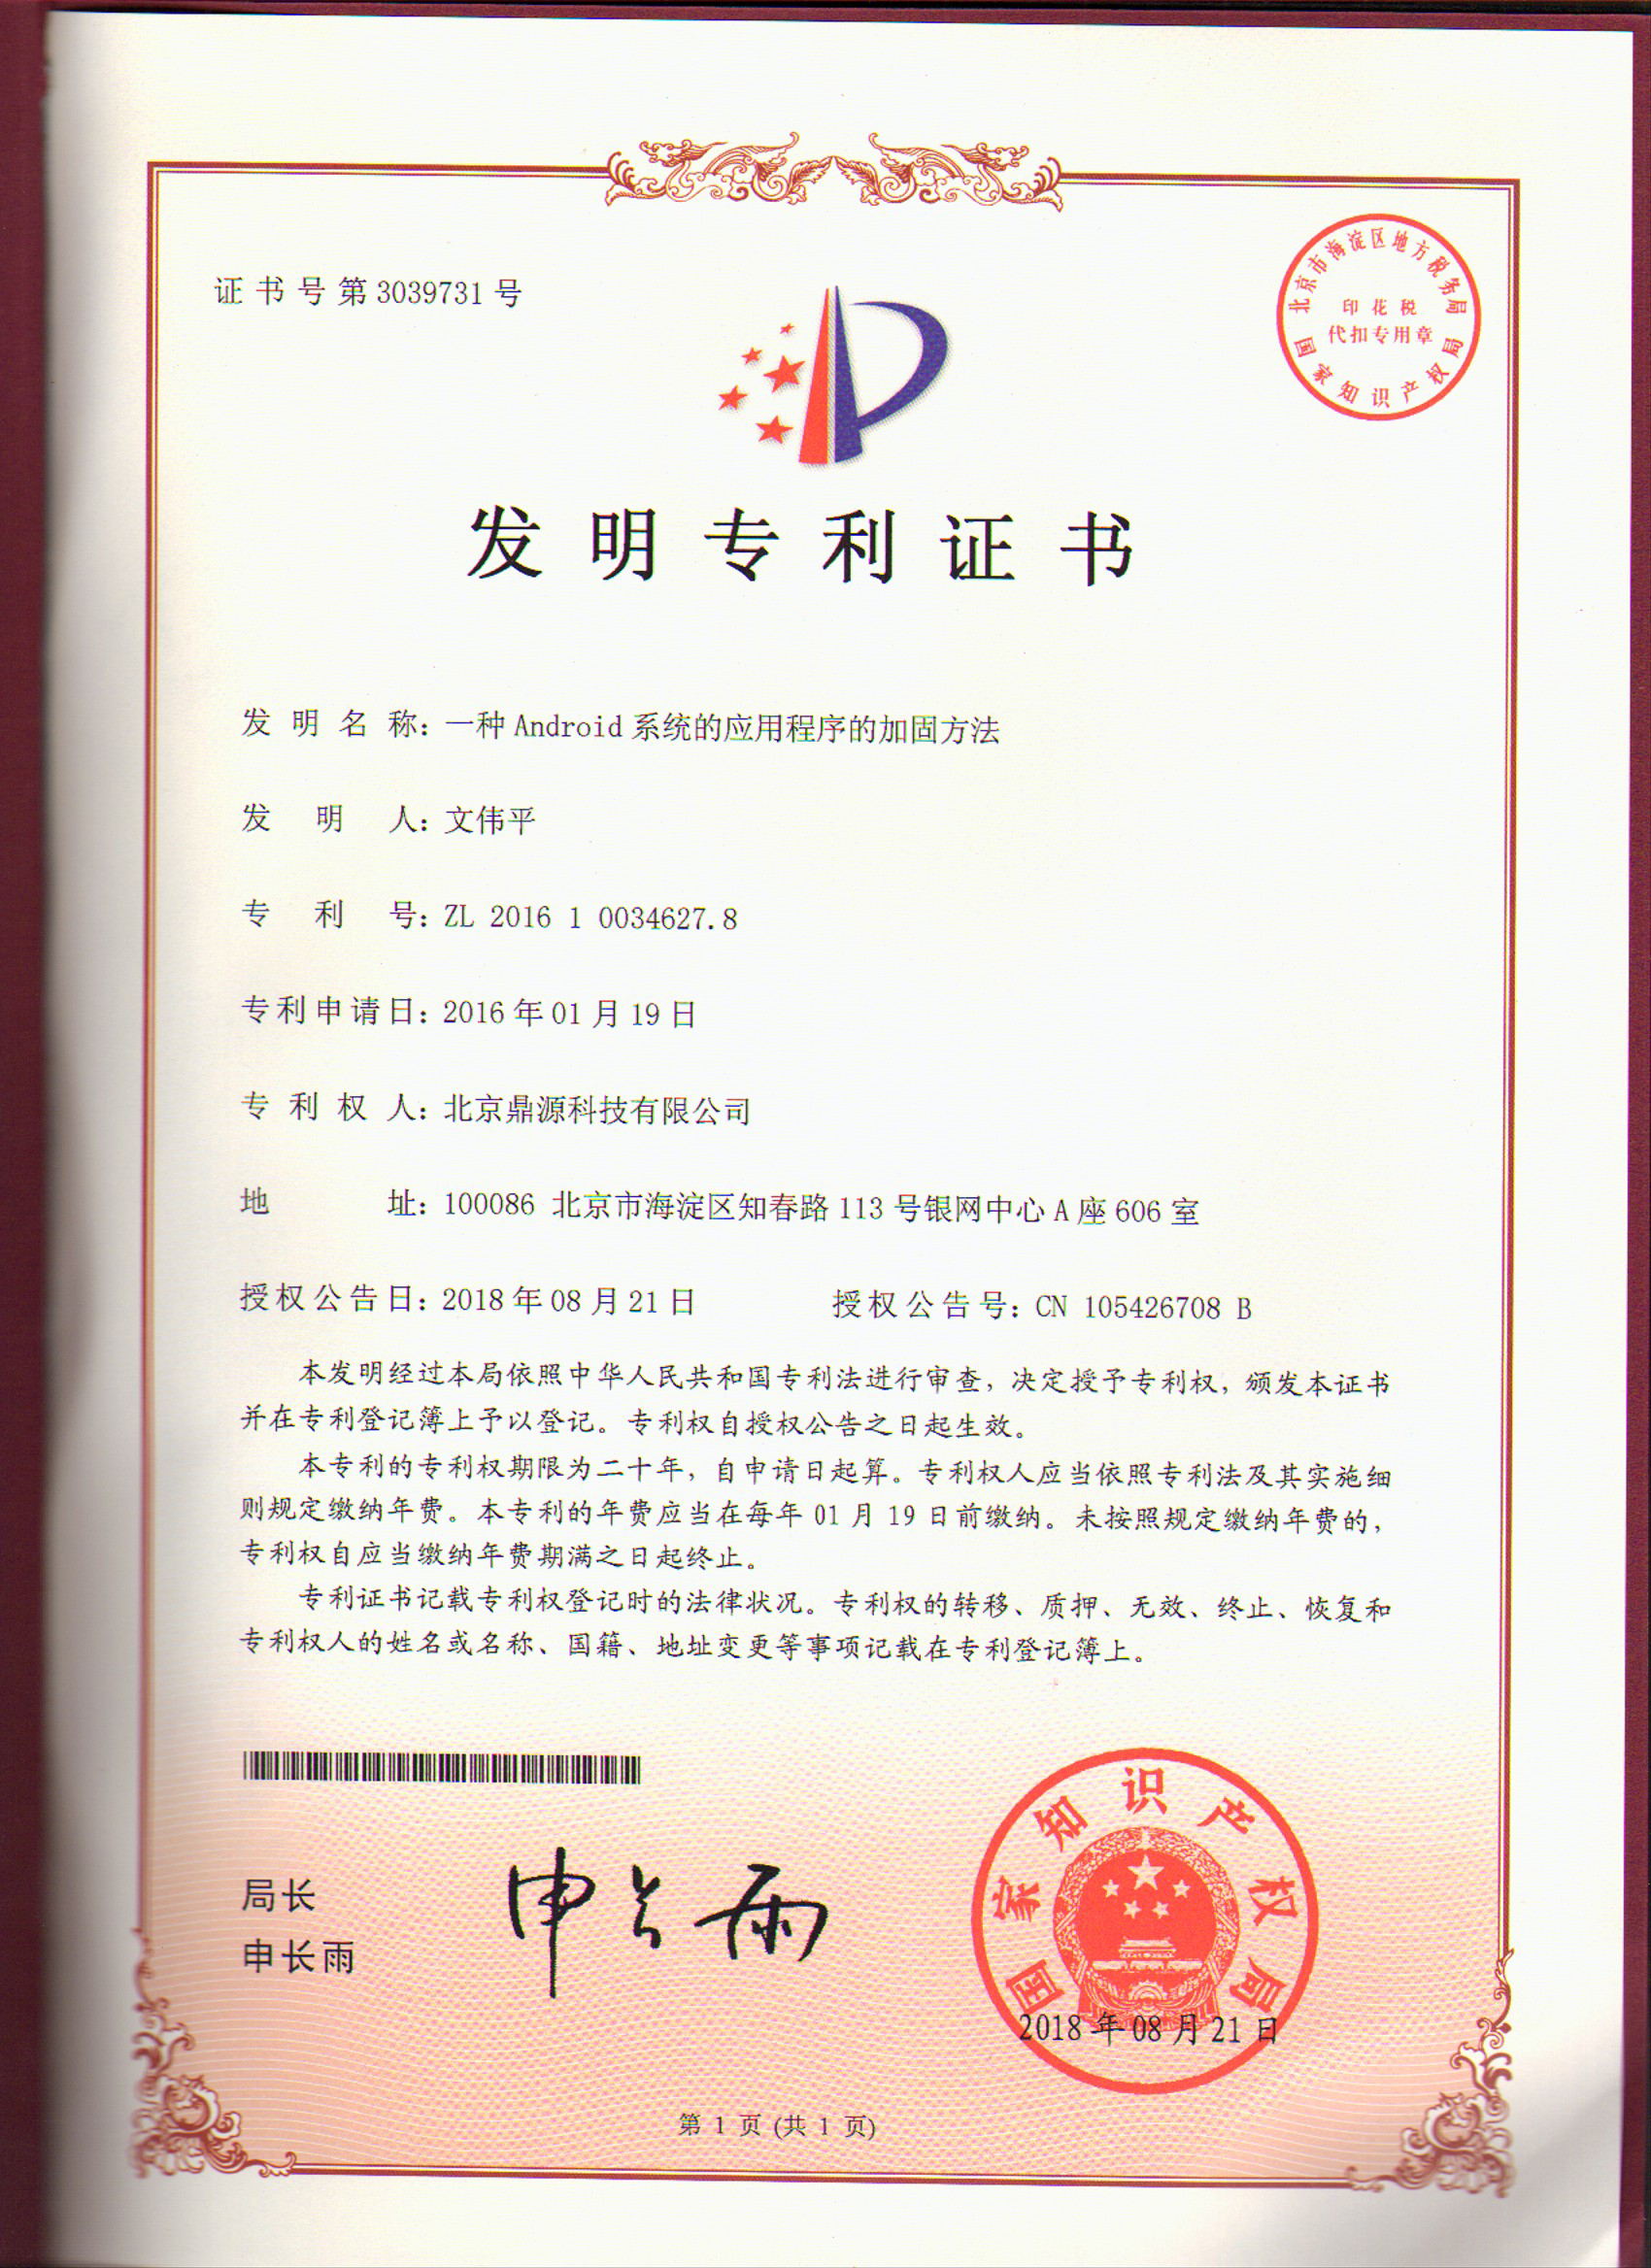 证书号第3039731号
北京市海淀区地方税务局
印花税
代扣专用章
国家知识产权局
发明专利证书
发明名称：一种Android系统的应用程序的加固方法
发明人：文伟平
专利号：ZL 2016 1 0034627.8
专利申请日：2016年01月19日
专利权人：北京鼎源科技有限公司
地址：100086 北京市海淀区知春路113号银网中心A座606室
授权公告日：2018年08月21日 授权公告号：CN 105426708 B
本发明经过本局依照中华人民共和国专利法进行审查，决定授予专利权，颁发本证书
并在专利登记簿上予以登记。专利权自授权公告之日起生效。
本专利的专利权期限为二十年，自申请日起算。专利权人应当依照专利法及其实施细
则规定缴纳年费。本专利的年费应当在每年01月19日前缴纳。未按照规定缴纳年费的，
专利权自应当缴纳年费期满之日起终止。
专利证书记载专利权登记时的法律状况。专利权的转移、质押、无效、终止、恢复和
专利权人的姓名或名称、国籍、地址变更等事项记载在专利登记簿上。
局长
申长雨
申长雨
国家知识产权局
2018年08月21日
第 1 页 (共 1 页)